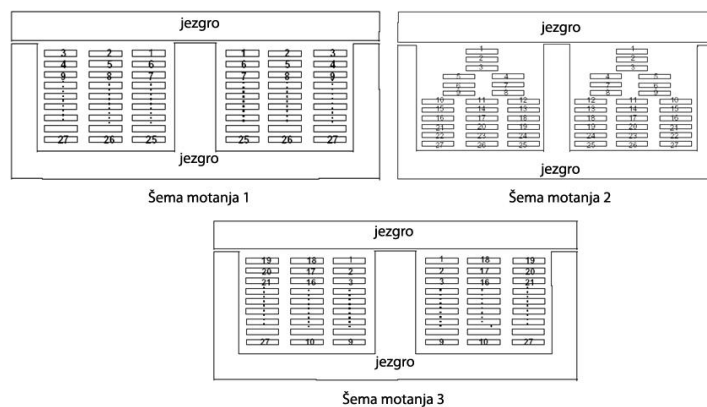 jezgro
3 2 1 1 2 3
4 5 6 6 5 4
9 8 7 7 8 9
27 26 25 25 26 27
jezgro
Šema motanja 1
jezgro
1 1
2 2
3 3
5 4 4 5
6 7 7 6
9 8 8 9
10 11 12 12 11 10
15 14 13 13 14 15
16 17 18 18 17 16
21 20 19 19 20 21
22 23 24 24 23 22
27 26 25 25 26 27
jezgro
Šema motanja 2
jezgro
19 18 1 1 18 19
20 17 2 2 17 20
21 16 3 3 16 21
27 10 9 9 10 27
jezgro
Šema motanja 3